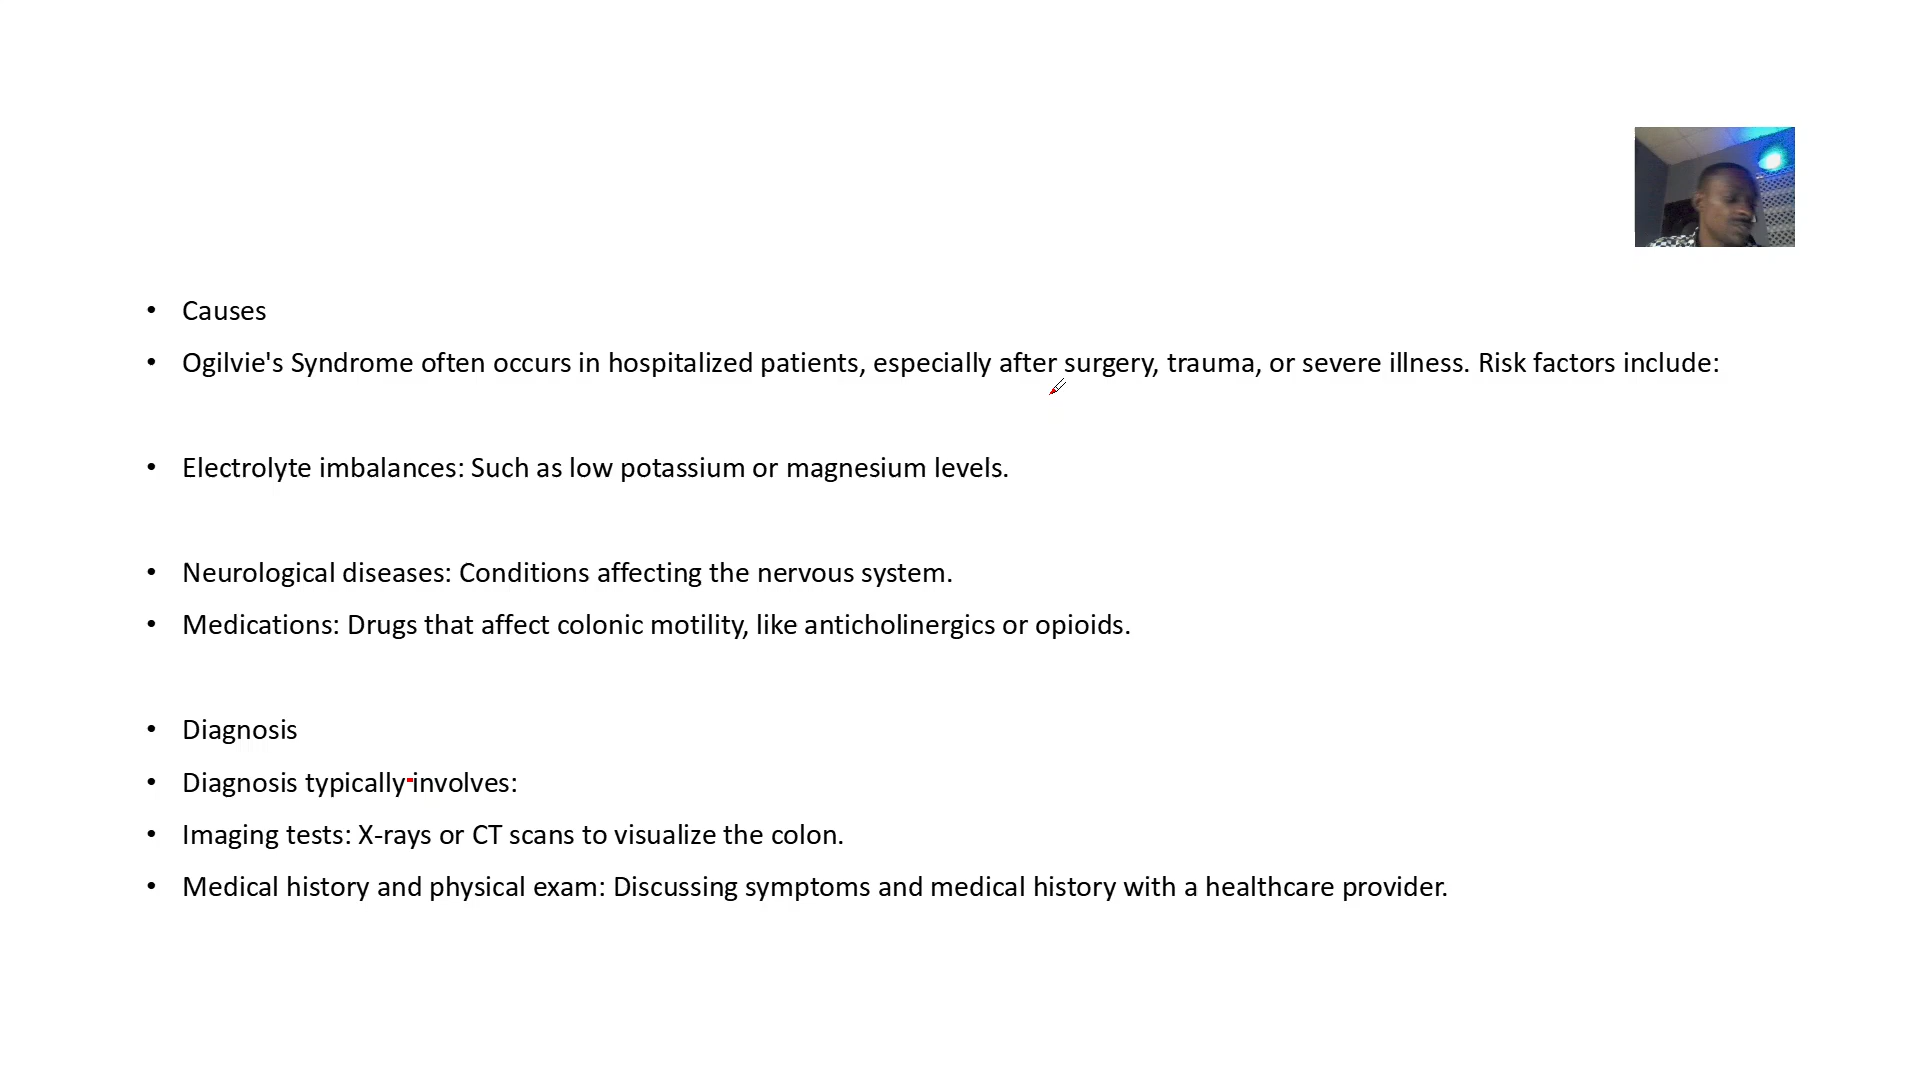 • Causes
• Ogilvie's Syndrome often occurs in hospitalized patients, especially after surgery, trauma, or severe illness. Risk factors include:
• Electrolyte imbalances: Such as low potassium or magnesium levels.
• Neurological diseases: Conditions affecting the nervous system.
• Medications: Drugs that affect colonic motility, like anticholinergics or opioids.
• Diagnosis
• Diagnosis typically involves:
• Imaging tests: X-rays or CT scans to visualize the colon.
• Medical history and physical exam: Discussing symptoms and medical history with a healthcare provider.